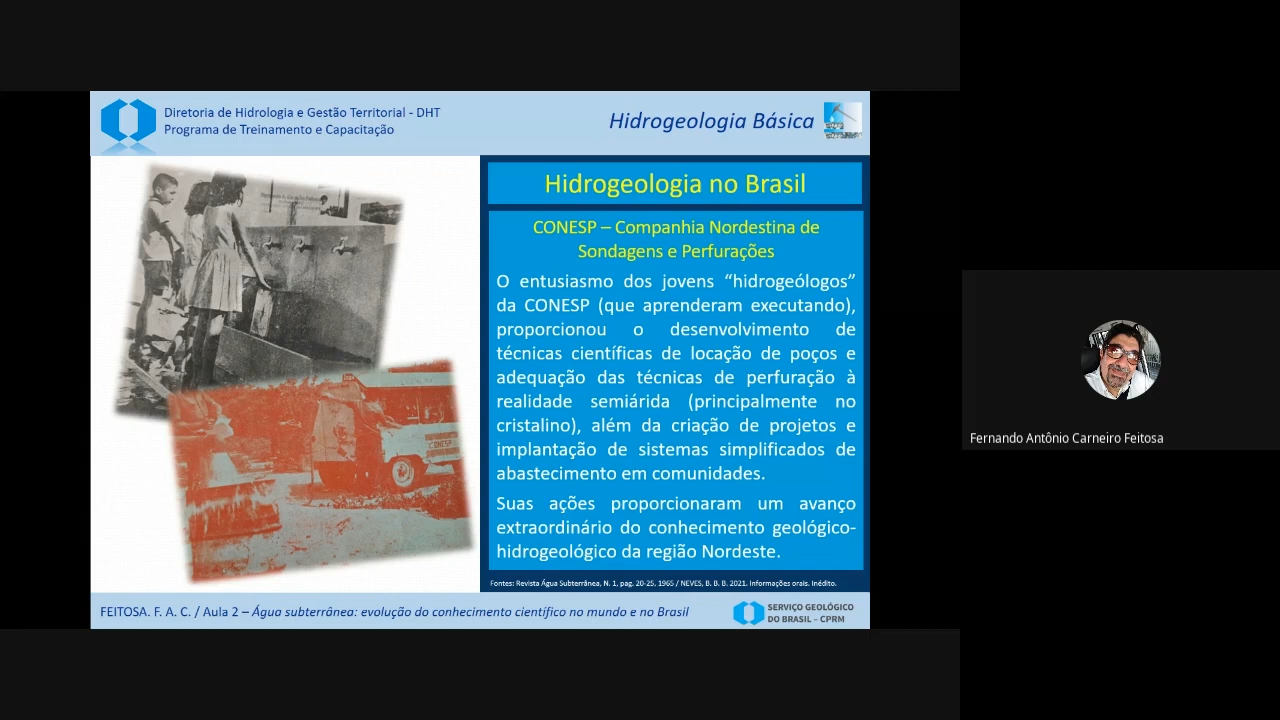 Diretoria de Hidrologia e Gestão Territorial - DHT
Programa de Treinamento e Capacitação
Hidrogeologia Básica
Hidrogeologia no Brasil
CONESP – Companhia Nordestina de
Sondagens e Perfurações
O entusiasmo dos jovens “hidrogeólogos”
da CONESP (que aprenderam executando),
proporcionou o desenvolvimento de
técnicas científicas de locação de poços e
adequação das técnicas de perfuração à
realidade semiárida (principalmente no
cristalino), além da criação de projetos e
implantação de sistemas simplificados de
abastecimento em comunidades.
Suas ações proporcionaram um avanço
extraordinário do conhecimento geológico-
hidrogeológico da região Nordeste.
CONESP
Fontes: Revista Água Subterrânea, N. 1, pag. 20-25, 1965 / NEVES, B. B. B. 2021. Informações orais. Inédito.
FEITOSA. F. A. C. / Aula 2 – Água subterrânea: evolução do conhecimento científico no mundo e no Brasil
SERVIÇO GEOLÓGICO
DO BRASIL – CPRM
Fernando Antônio Carneiro Feitosa